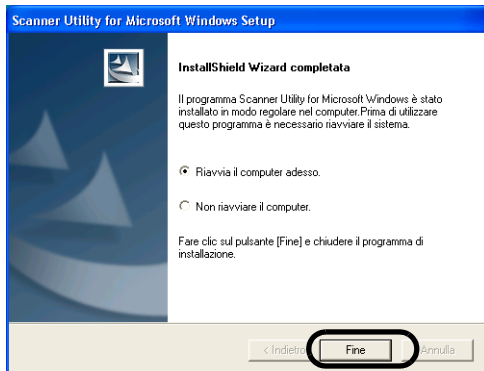 Scanner Utility for Microsoft Windows Setup
InstallShield Wizard completata
Il programma Scanner Utility for Microsoft Windows è stato
installato in modo regolare nel computer.Prima di utilizzare
questo programma è necessario riavviare il sistema.
Riavvia il computer adesso.
Non riavviare il computer.
Fare clic sul pulsante [Fine] e chiudere il programma di
installazione.
< Indietro
Fine
Annulla